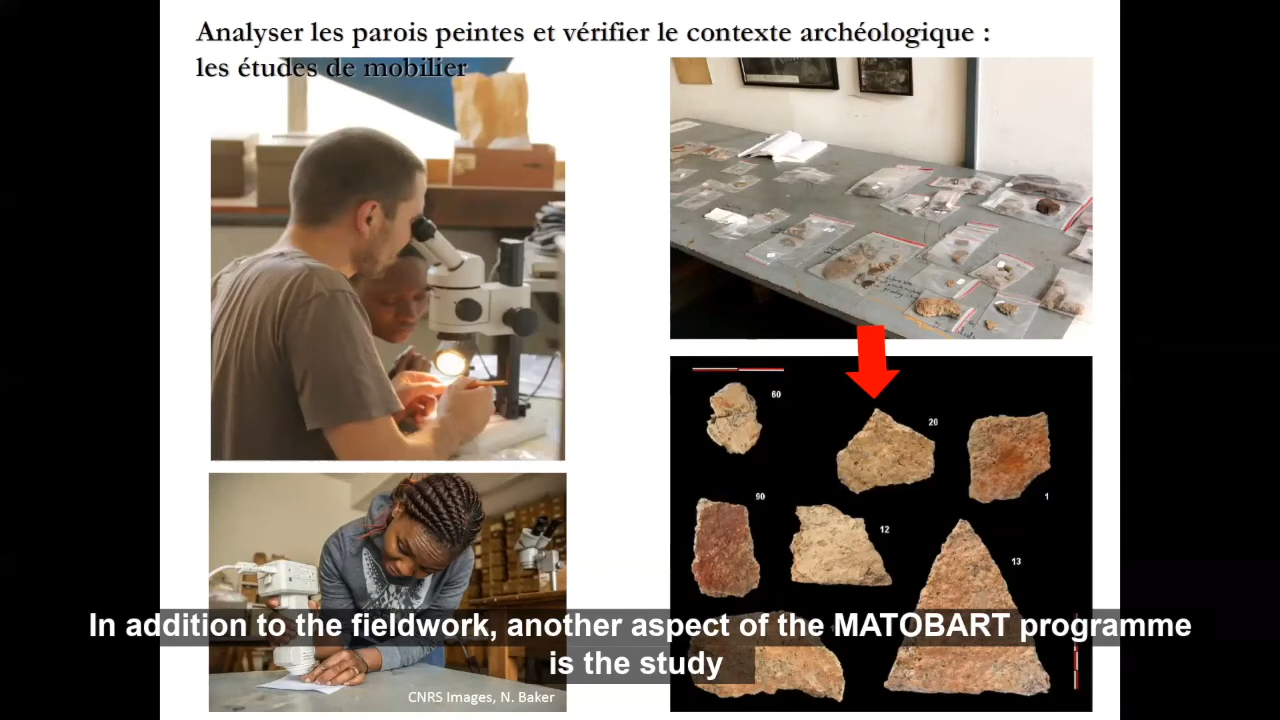 Analyser les parois peintes et vérifier le contexte archéologique :
les études de mobilier
60
20
1
90
12
13
In addition to the fieldwork, another aspect of the MATOBART programme
is the study
CNRS Images, N. Baker